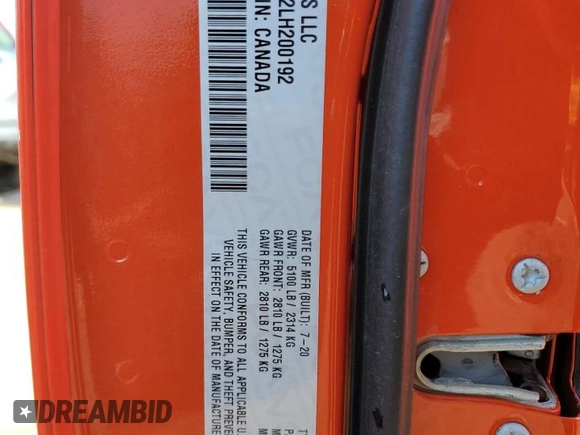 S LLC
2LH200192
IN: CANADA
DATE OF MFR (BUILT): 7-20
GVWR: 5100 LB / 2314 KG
GAWR FRONT: 2810 LB / 1275 KG
GAWR REAR: 2810 LB / 1275 KG
THIS VEHICLE CONFORMS TO ALL APPLICABLE U.
VEHICLE SAFETY, BUMPER, AND THEFT PREVE
IN EFFECT ON THE DATE OF MANUFACTUR
DREAMBID